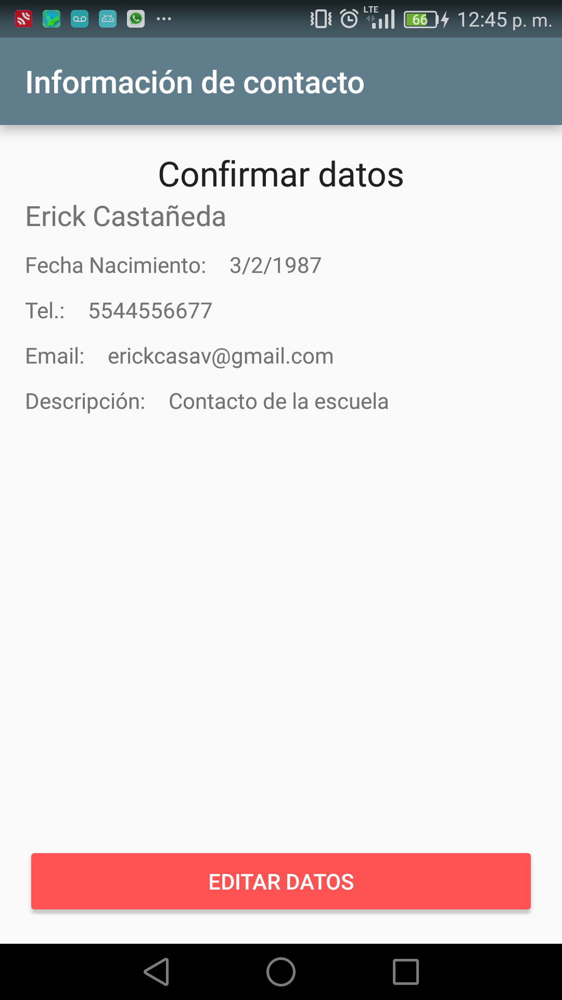 LTE
66
12:45 p. m.
Información de contacto
Confirmar datos
Erick Castañeda
Fecha Nacimiento: 3/2/1987
Tel.: 5544556677
Email: erickcasav@gmail.com
Descripción: Contacto de la escuela
EDITAR DATOS